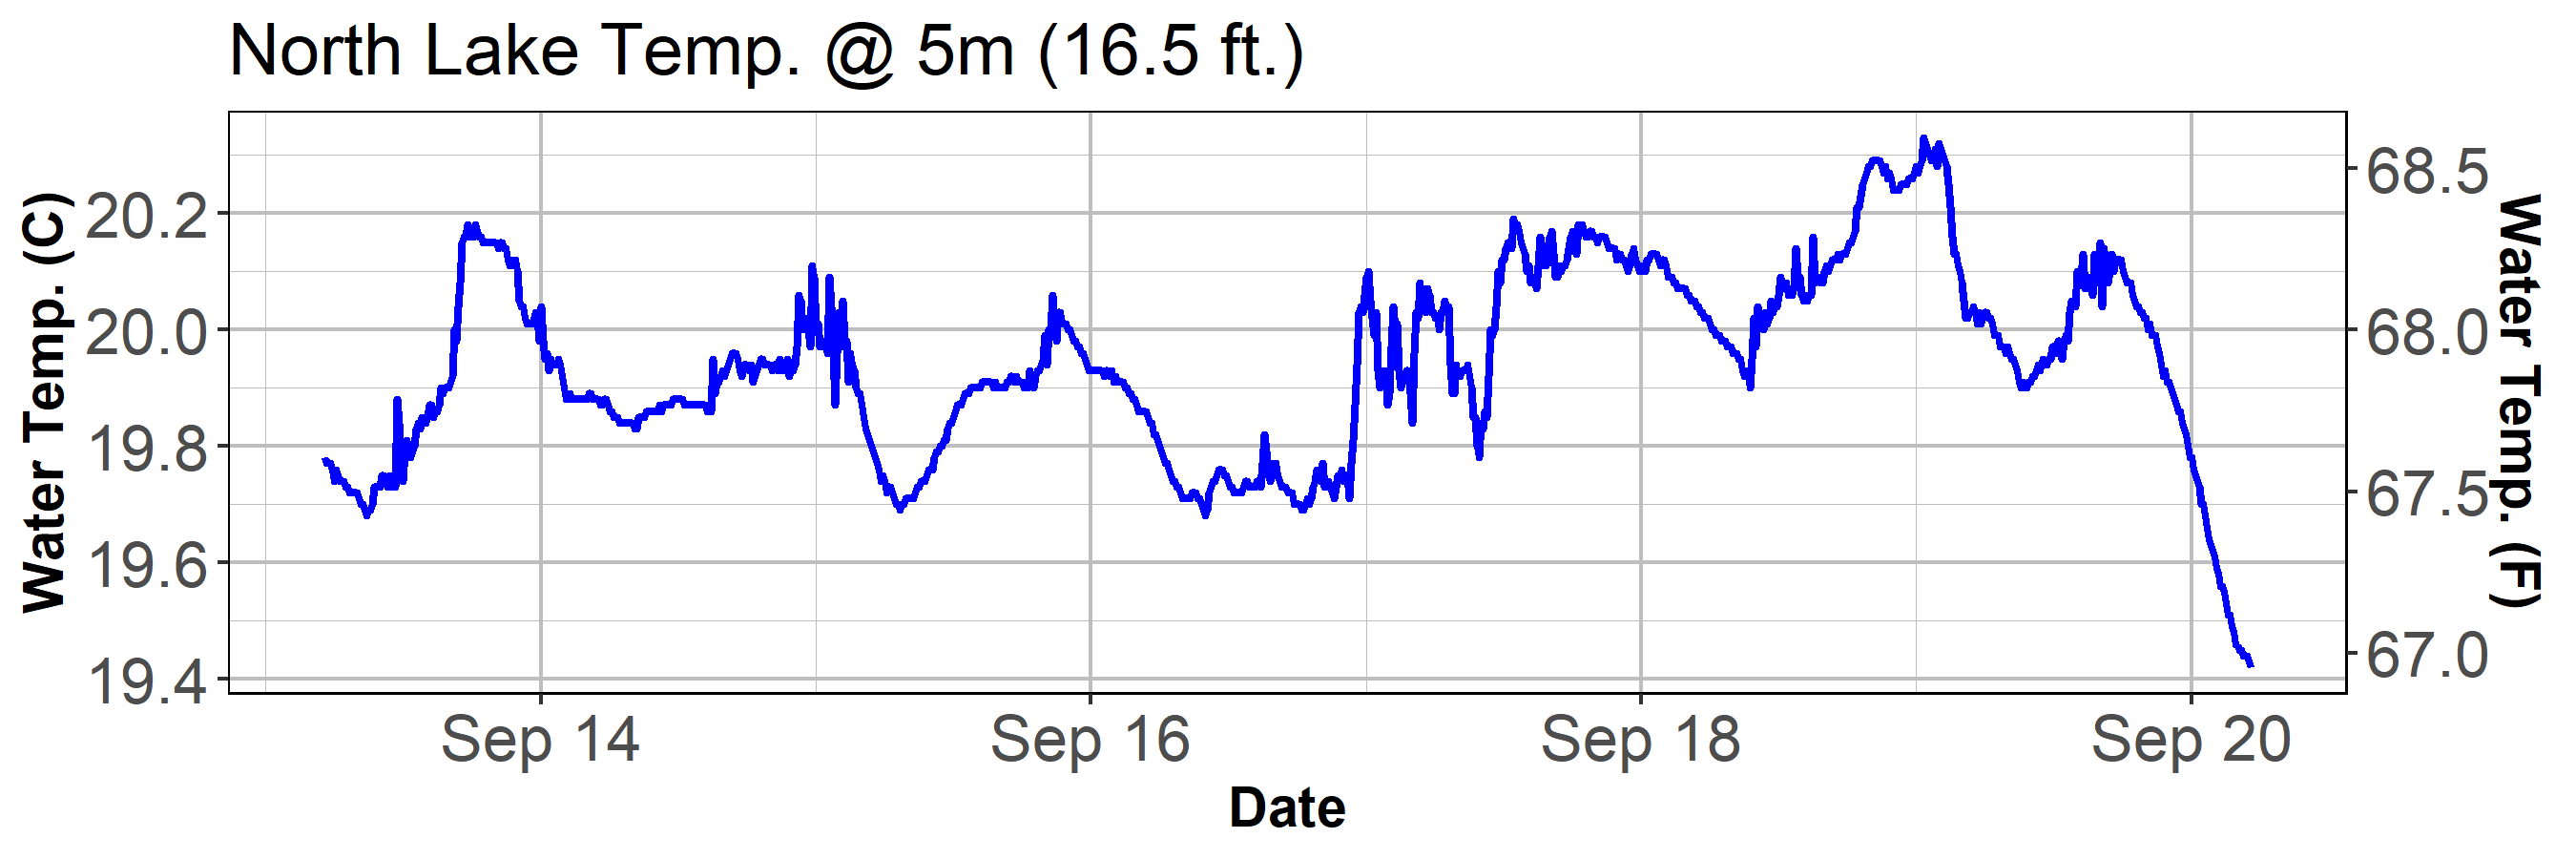 North Lake Temp. @ 5m (16.5 ft.)
Water Temp. (C)
20.2
20.0
19.8
19.6
19.4
68.5
68.0
67.5
67.0
Water Temp. (F)
Sep 14
Sep 16
Sep 18
Sep 20
Date